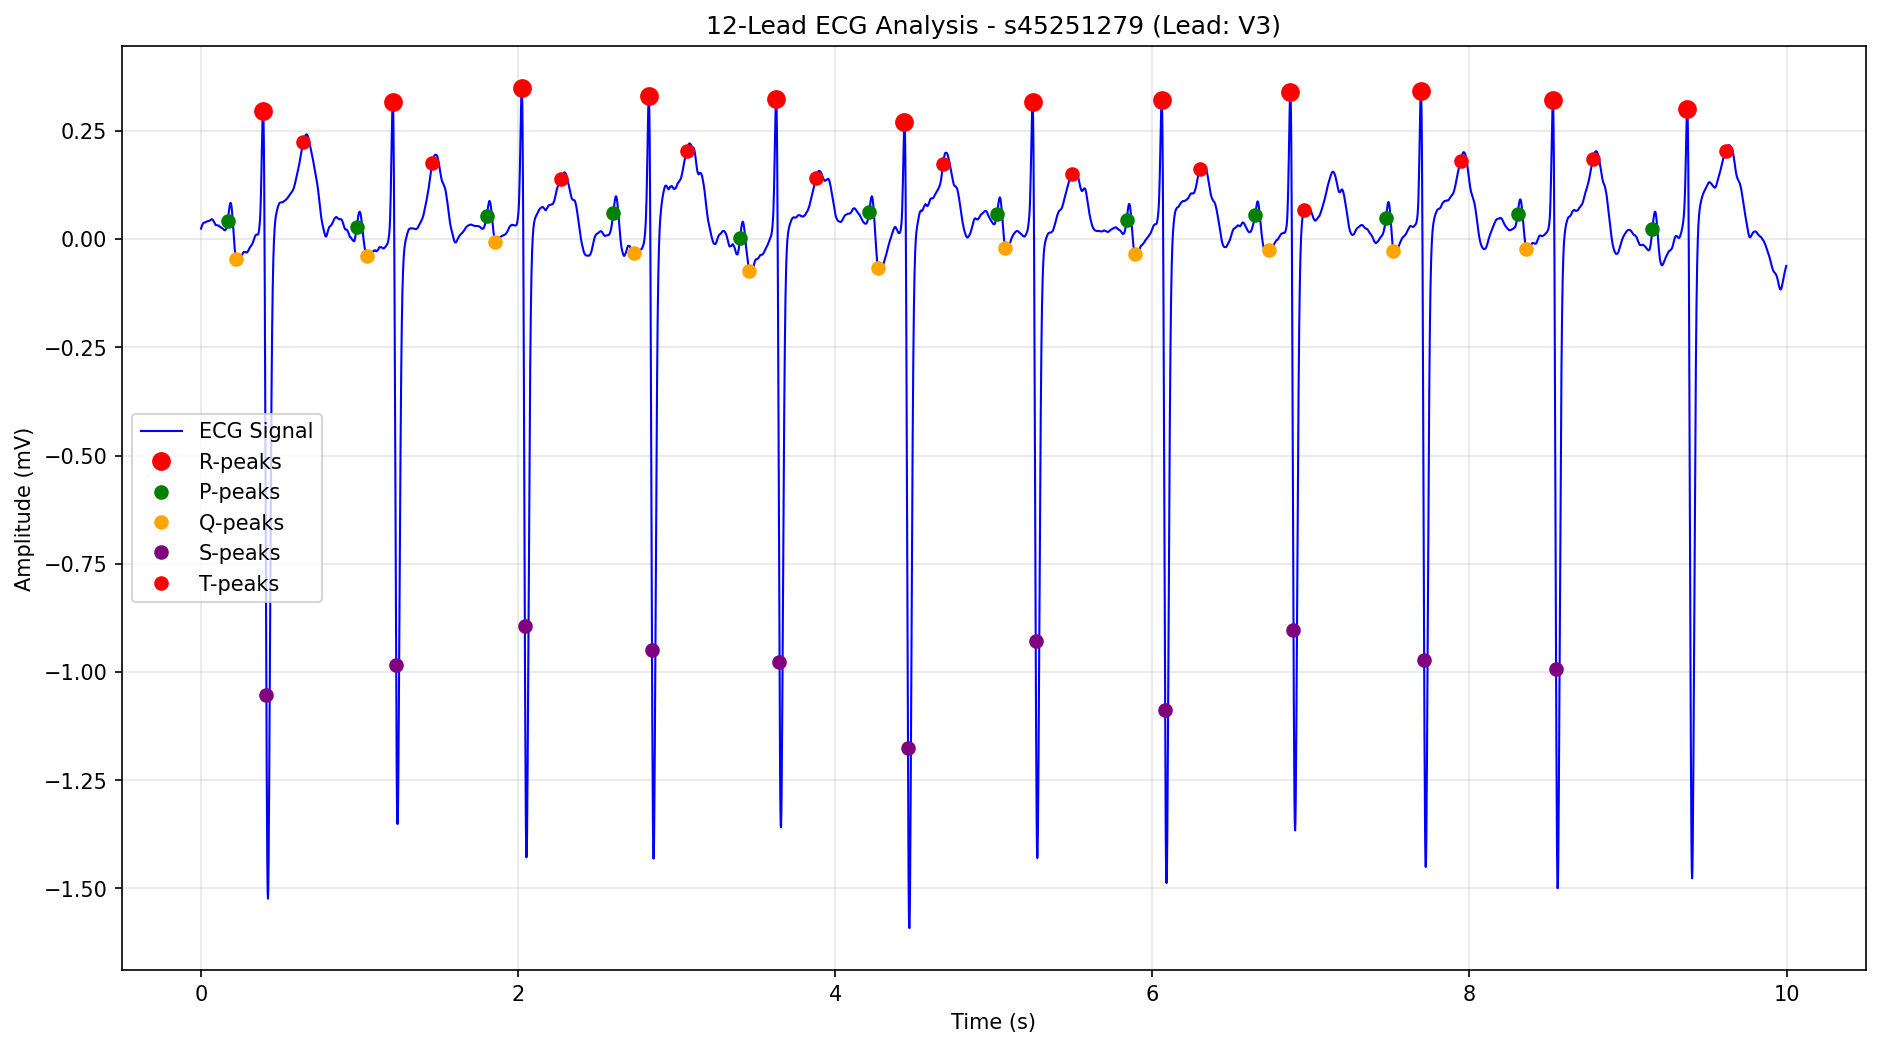 12-Lead ECG Analysis - s45251279 (Lead: V3)
Amplitude (mV)
0.25
0.00
−0.25
−0.50
−0.75
−1.00
−1.25
−1.50
ECG Signal
R-peaks
P-peaks
Q-peaks
S-peaks
T-peaks
0 2 4 6 8 10
Time (s)